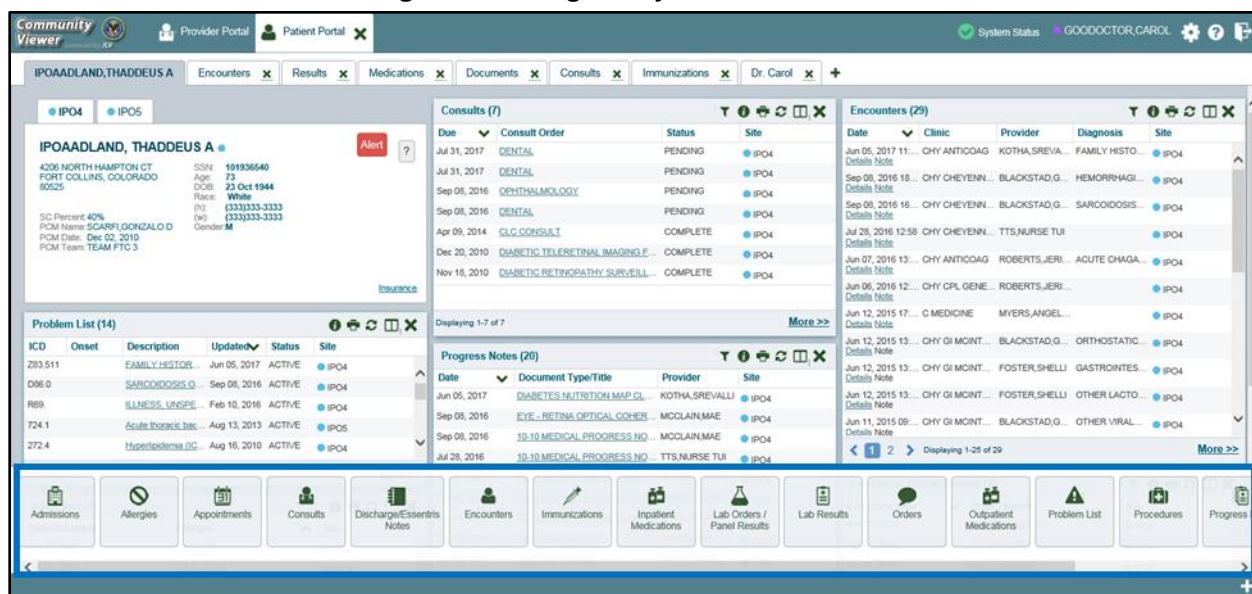 Community
Viewer
powered by JLV
Provider Portal
Patient Portal
System Status
GOODOCTOR,CAROL
IPOAADLAND,THADDEUS A
Encounters
Results
Medications
Documents
Consults
Immunizations
Dr. Carol
IPO4
IPO5
IPOAADLAND, THADDEUS A
Alert
?
4206 NORTH HAMPTON CT
FORT COLLINS, COLORADO
80525
SSN: 101936540
Age: 73
DOB: 23 Oct 1944
Race: White
(h): (333)333-3333
(w): (333)333-3333
Gender: M
SC Percent: 40%
PCM Name: SCARFI,GONZALO D
PCM Date: Dec 02, 2010
PCM Team: TEAM FTC 3
Insurance
Problem List (14)
ICD Onset Description Updated Status Site
Z83.511 FAMILY HISTOR... Jun 05, 2017 ACTIVE IPO4
D86.0 SARCOIDOSIS O... Sep 08, 2016 ACTIVE IPO4
R69. ILLNESS, UNSPE... Feb 10, 2016 ACTIVE IPO4
724.1 Acute thoracic bac... Aug 13, 2013 ACTIVE IPO5
272.4 Hyperlipidemia (IC... Aug 16, 2010 ACTIVE IPO4
Consults (7)
Due Consult Order Status Site
Jul 31, 2017 DENTAL PENDING IPO4
Jul 31, 2017 DENTAL PENDING IPO4
Sep 08, 2016 OPHTHALMOLOGY PENDING IPO4
Sep 08, 2016 DENTAL PENDING IPO4
Apr 09, 2014 CLC CONSULT COMPLETE IPO4
Dec 20, 2010 DIABETIC TELERETINAL IMAGING F... COMPLETE IPO4
Nov 18, 2010 DIABETIC RETINOPATHY SURVEILL... COMPLETE IPO4
Displaying 1-7 of 7
More >>
Progress Notes (20)
Date Document Type/Title Provider Site
Jun 05, 2017 DIABETES NUTRITION MAP CL... KOTHA,SREVALLI IPO4
Sep 08, 2016 EYE - RETINA OPTICAL COHER... MCCLAIN,MAE IPO4
Sep 08, 2016 10-10 MEDICAL PROGRESS NO... MCCLAIN,MAE IPO4
Jul 28, 2016 10-10 MEDICAL PROGRESS NO... TTS,NURSE TUI IPO4
Encounters (29)
Date Clinic Provider Diagnosis Site
Jun 05, 2017 11:... CHY ANTICOAG KOTHA,SREVA... FAMILY HISTO... IPO4
Details Note
Sep 08, 2016 18... CHY CHEYENN... BLACKSTAD,G... HEMORRHAGI... IPO4
Details Note
Sep 08, 2016 16... CHY CHEYENN... BLACKSTAD,G... SARCOIDOSIS... IPO4
Details Note
Jul 28, 2016 12:58 CHY CHEYENN... TTS,NURSE TUI IPO4
Details Note
Jun 07, 2016 13:... CHY ANTICOAG ROBERTS,JERI... ACUTE CHAGA... IPO4
Details Note
Jun 06, 2016 12:... CHY CPL GENE... ROBERTS,JERI... IPO4
Details Note
Jun 12, 2015 17:... C MEDICINE MYERS,ANGEL... IPO4
Details Note
Jun 12, 2015 13:... CHY GI MCINT... BLACKSTAD,G... ORTHOSTATIC... IPO4
Details Note
Jun 12, 2015 13:... CHY GI MCINT... FOSTER,SHELLI GASTROINTES... IPO4
Details Note
Jun 12, 2015 13:... CHY GI MCINT... FOSTER,SHELLI OTHER LACTO... IPO4
Details Note
Jun 11, 2015 09:... CHY GI MCINT... BLACKSTAD,G... OTHER VIRAL... IPO4
Details Note
1 2 Displaying 1-25 of 29
More >>
Admissions
Allergies
Appointments
Consults
Discharge/Essentris
Notes
Encounters
Immunizations
Inpatient
Medications
Lab Orders /
Panel Results
Lab Results
Orders
Outpatient
Medications
Problem List
Procedures
Progress